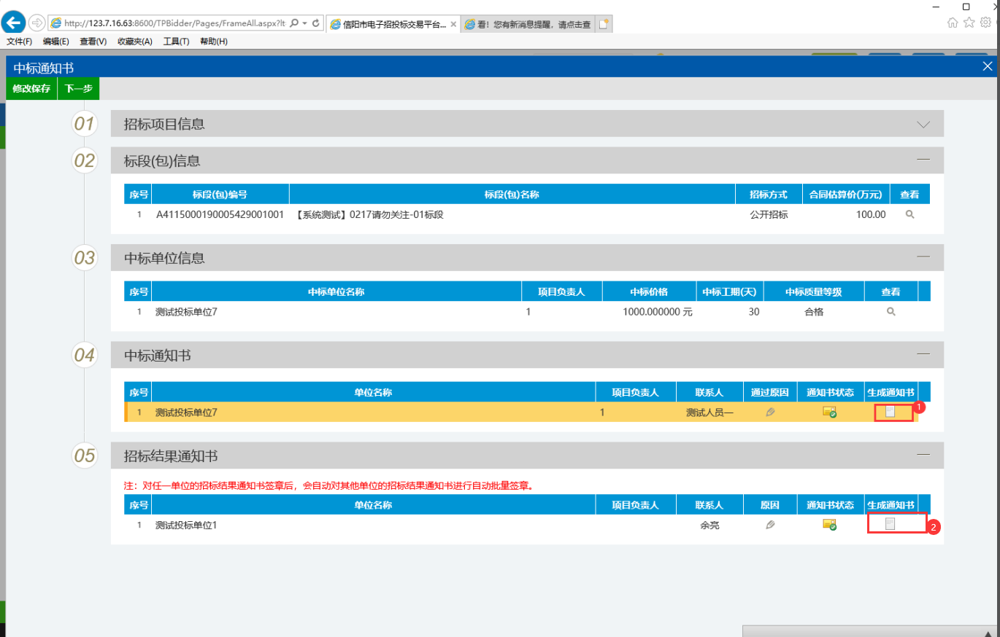 http://123.7.16.63:8600/TPBidder/Pages/FrameAll.aspx?lt
信阳市电子招投标交易平台...
看！您有新消息提醒，请点击查
文件(F) 编辑(E) 查看(V) 收藏夹(A) 工具(T) 帮助(H)
中标通知书
修改保存 下一步
01 招标项目信息
02 标段(包)信息
序号 标段(包)编号 标段(包)名称 招标方式 合同估算价(万元) 查看
1 A4115000190005429001001 【系统测试】0217请勿关注-01标段 公开招标 100.00
03 中标单位信息
序号 中标单位名称 项目负责人 中标价格 中标工期(天) 中标质量等级 查看
1 测试投标单位7 1 1000.000000 元 30 合格
04 中标通知书
序号 单位名称 项目负责人 联系人 通过原因 通知书状态 生成通知书
1 测试投标单位7 1 测试人员一 1
05 招标结果通知书
注：对任一单位的招标结果通知书签章后，会自动对其他单位的招标结果通知书进行自动批量签章。
序号 单位名称 项目负责人 联系人 原因 通知书状态 生成通知书
1 测试投标单位1 余亮 2